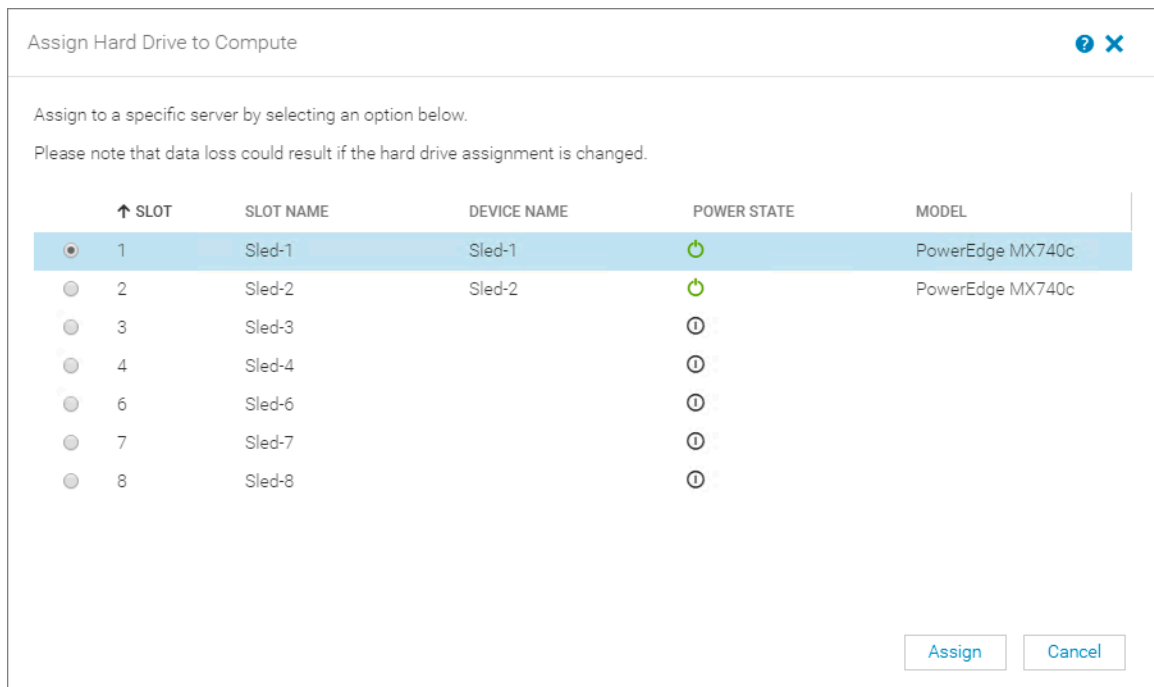 Assign Hard Drive to Compute
Assign to a specific server by selecting an option below.
Please note that data loss could result if the hard drive assignment is changed.
SLOT SLOT NAME DEVICE NAME POWER STATE MODEL
1 Sled-1 Sled-1 PowerEdge MX740c
2 Sled-2 Sled-2 PowerEdge MX740c
3 Sled-3
4 Sled-4
6 Sled-6
7 Sled-7
8 Sled-8
Assign Cancel